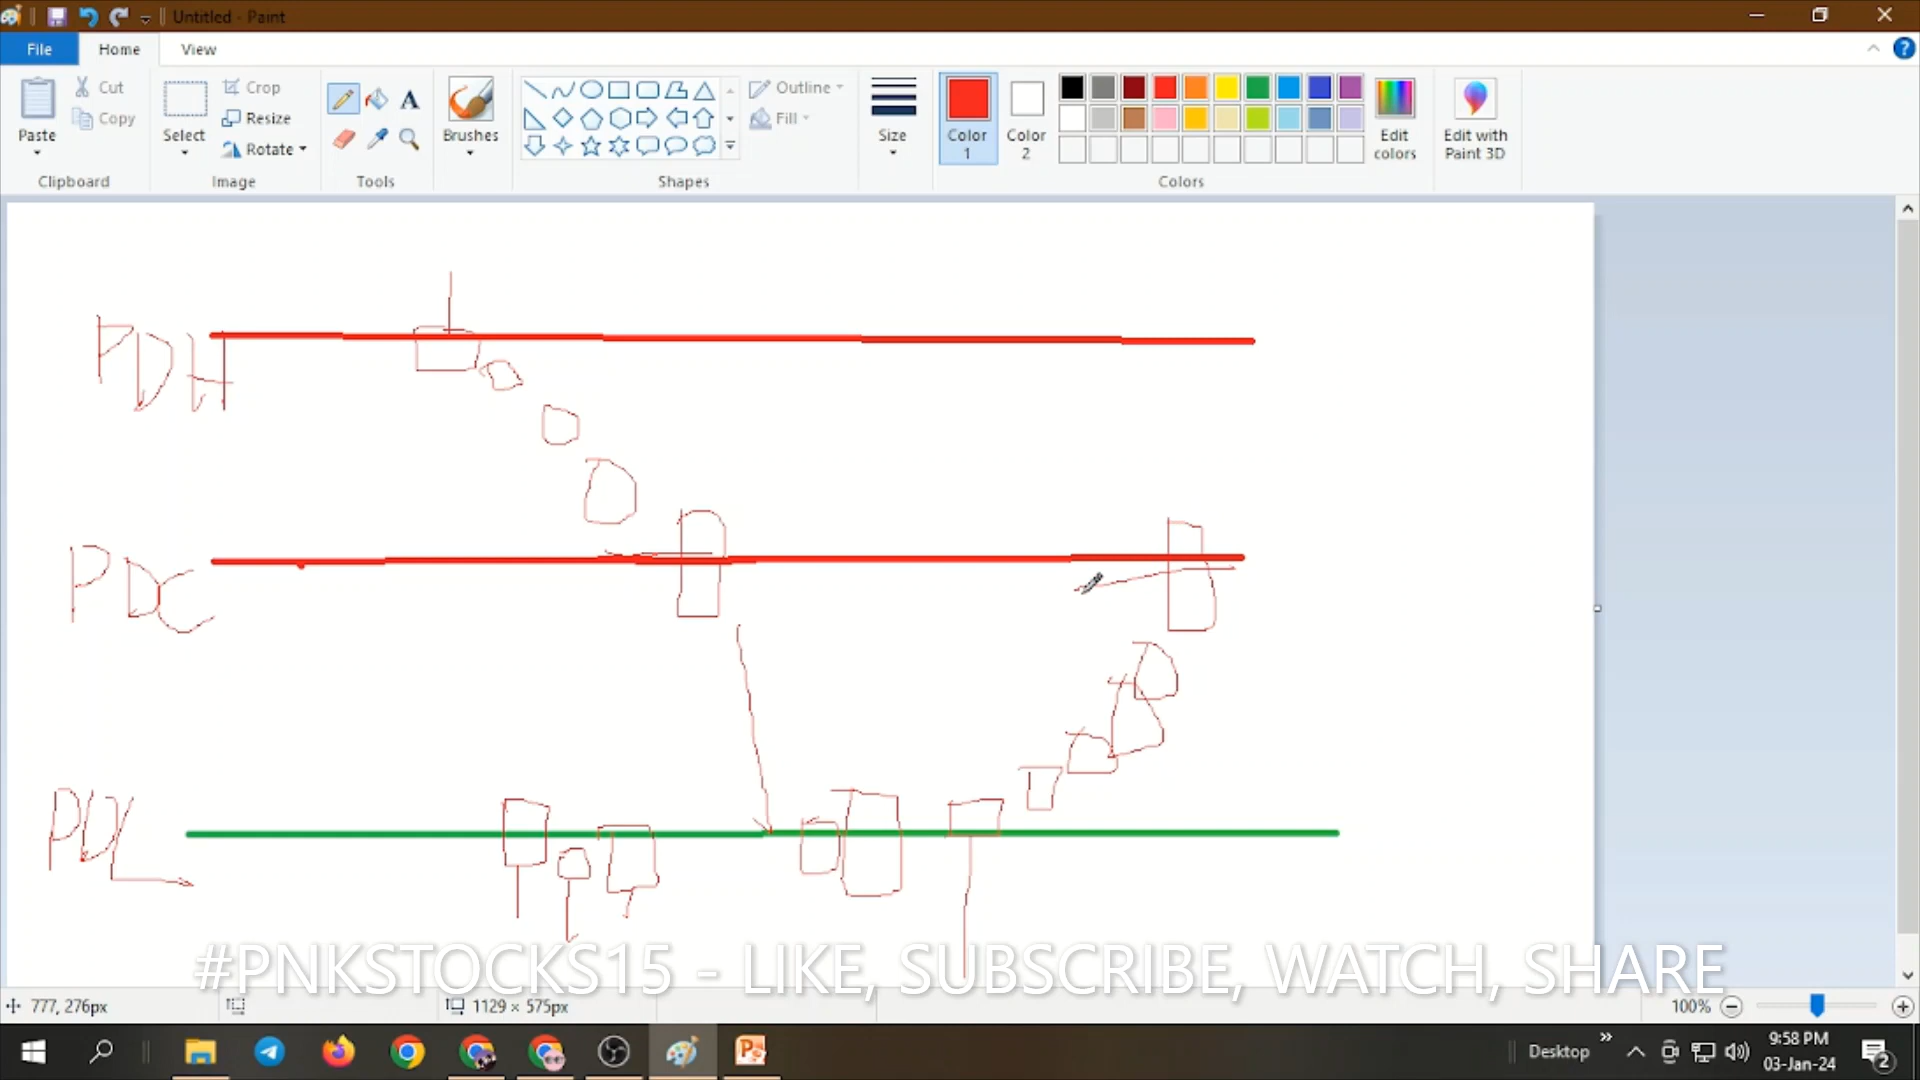 Untitled - Paint
File Home View
Cut
Crop
Outline
Copy
Resize
Fill
Paste
Select
Rotate
Brushes
Size
Color 1
Color 2
Edit colors
Edit with Paint 3D
Clipboard
Image
Tools
Shapes
Colors
PDH
PDC
PDL
#PNKSTOCKS15 - LIKE, SUBSCRIBE, WATCH, SHARE
777, 276px
1129 × 575px
100%
Desktop
9:58 PM
03-Jan-24
2